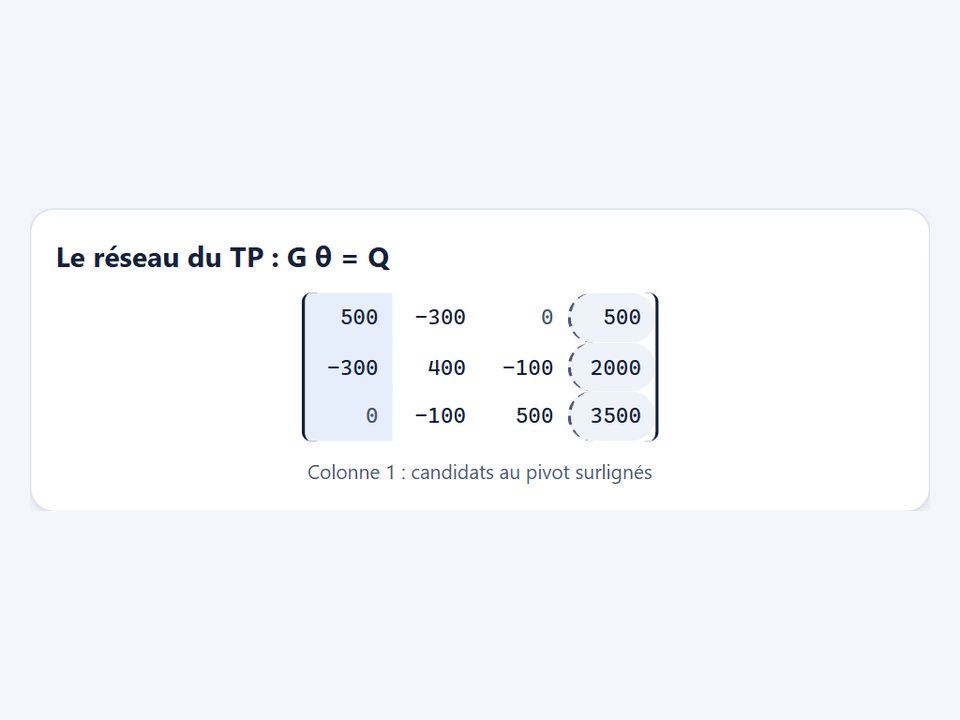 Le réseau du TP : G θ = Q
500 −300 0 500
−300 400 −100 2000
0 −100 500 3500
Colonne 1 : candidats au pivot surlignés